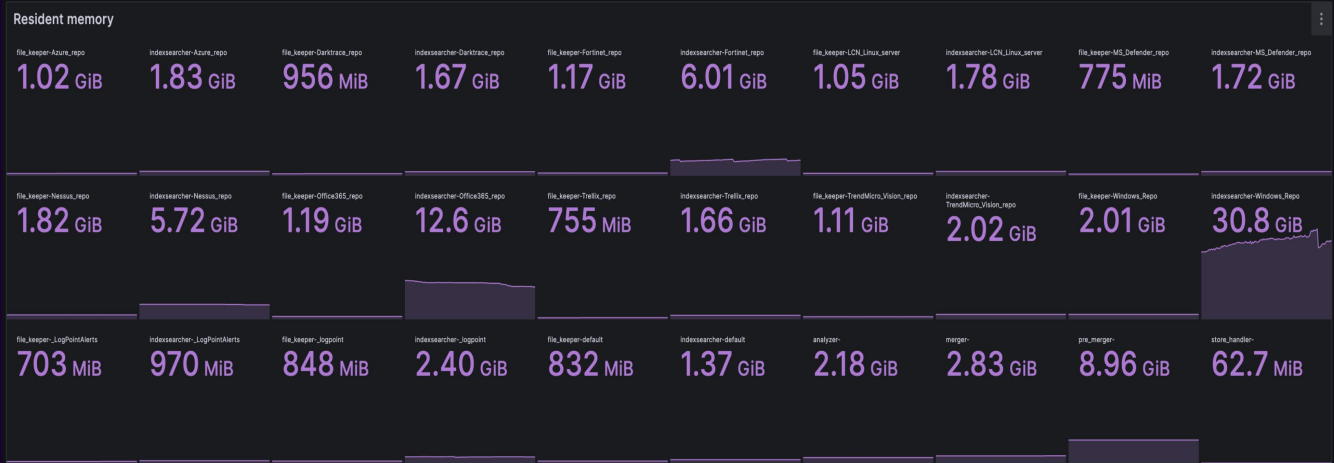 Resident memory
file_keeper-Azure_repo
1.02 GiB
indexsearcher-Azure_repo
1.83 GiB
file_keeper-Darktrace_repo
956 MiB
indexsearcher-Darktrace_repo
1.67 GiB
file_keeper-Fortinet_repo
1.17 GiB
indexsearcher-Fortinet_repo
6.01 GiB
file_keeper-LCN_Linux_server
1.05 GiB
indexsearcher-LCN_Linux_server
1.78 GiB
file_keeper-MS_Defender_repo
775 MiB
indexsearcher-MS_Defender_repo
1.72 GiB
file_keeper-Nessus_repo
1.82 GiB
indexsearcher-Nessus_repo
5.72 GiB
file_keeper-Office365_repo
1.19 GiB
indexsearcher-Office365_repo
12.6 GiB
file_keeper-Trellix_repo
755 MiB
indexsearcher-Trellix_repo
1.66 GiB
file_keeper-TrendMicro_Vision_repo
1.11 GiB
indexsearcher-
TrendMicro_Vision_repo
2.02 GiB
file_keeper-Windows_Repo
2.01 GiB
indexsearcher-Windows_Repo
30.8 GiB
file_keeper-_LogPointAlerts
703 MiB
indexsearcher-_LogPointAlerts
970 MiB
file_keeper-_logpoint
848 MiB
indexsearcher-_logpoint
2.40 GiB
file_keeper-default
832 MiB
indexsearcher-default
1.37 GiB
analyzer-
2.18 GiB
merger-
2.83 GiB
pre_merger-
8.96 GiB
store_handler-
62.7 MiB